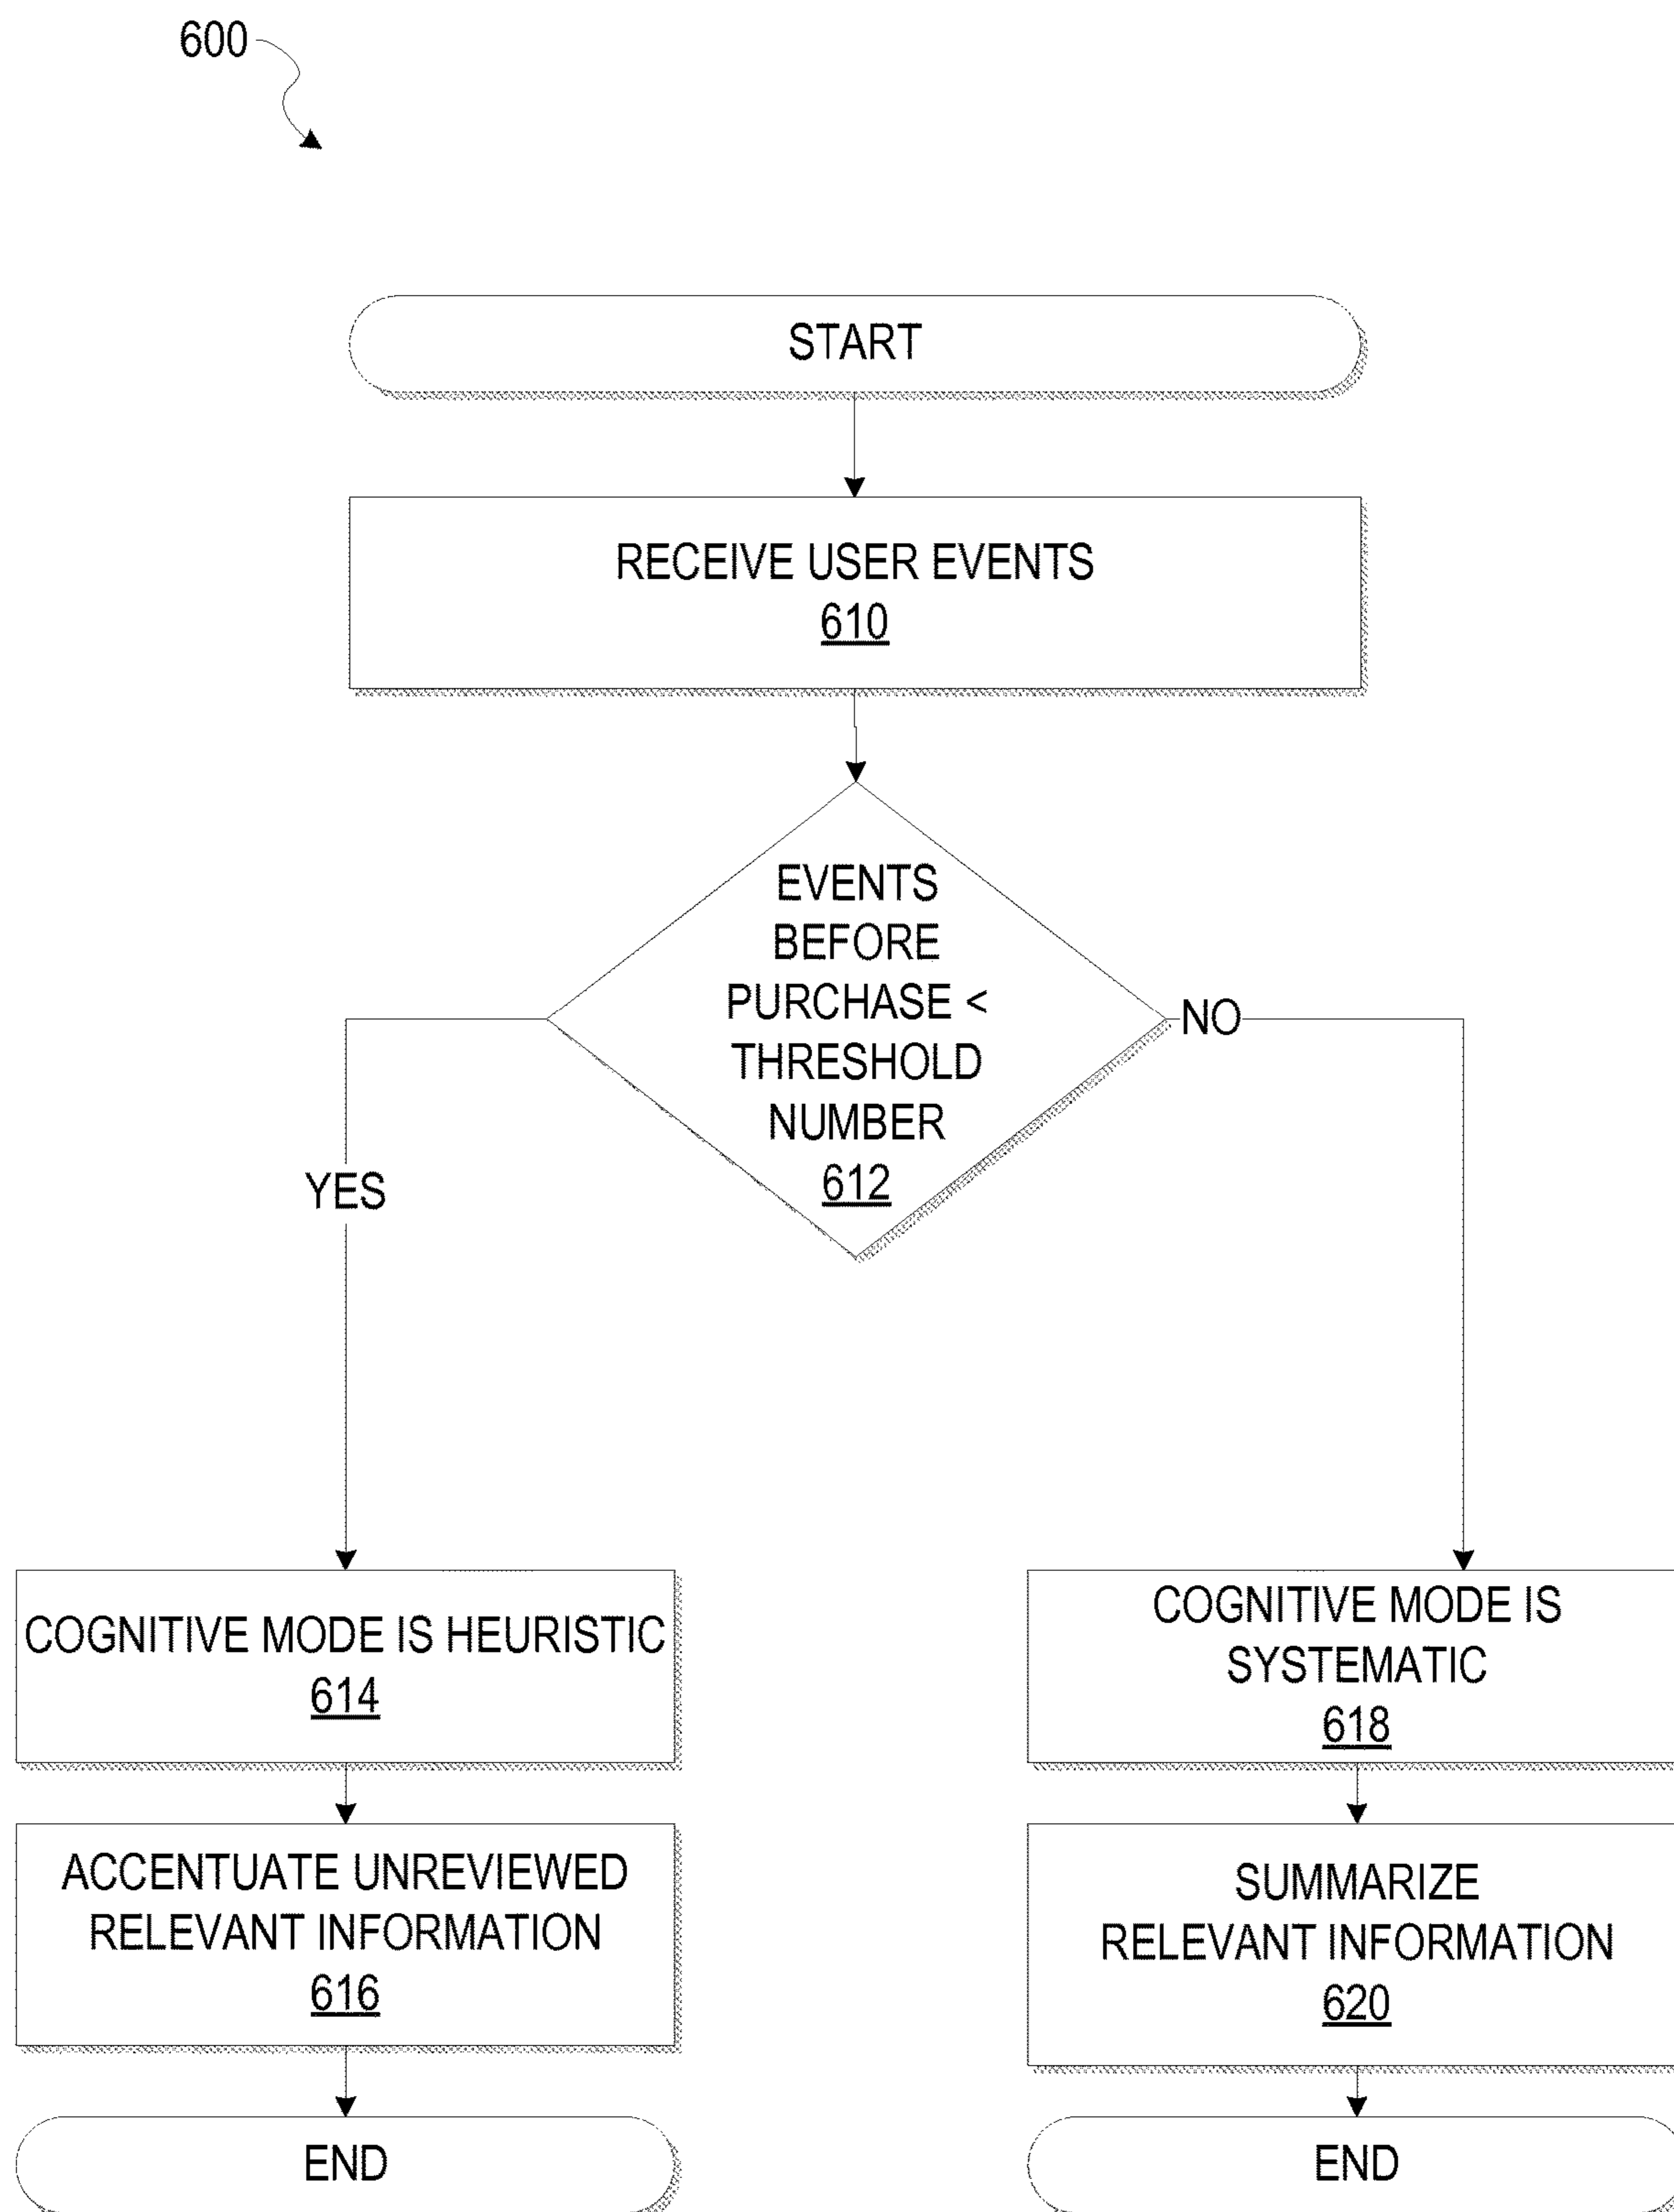 600
START
RECEIVE USER EVENTS
610
EVENTS
BEFORE
PURCHASE <
THRESHOLD
NUMBER
612
YES
NO
COGNITIVE MODE IS HEURISTIC
614
ACCENTUATE UNREVIEWED
RELEVANT INFORMATION
616
END
COGNITIVE MODE IS
SYSTEMATIC
618
SUMMARIZE
RELEVANT INFORMATION
620
END